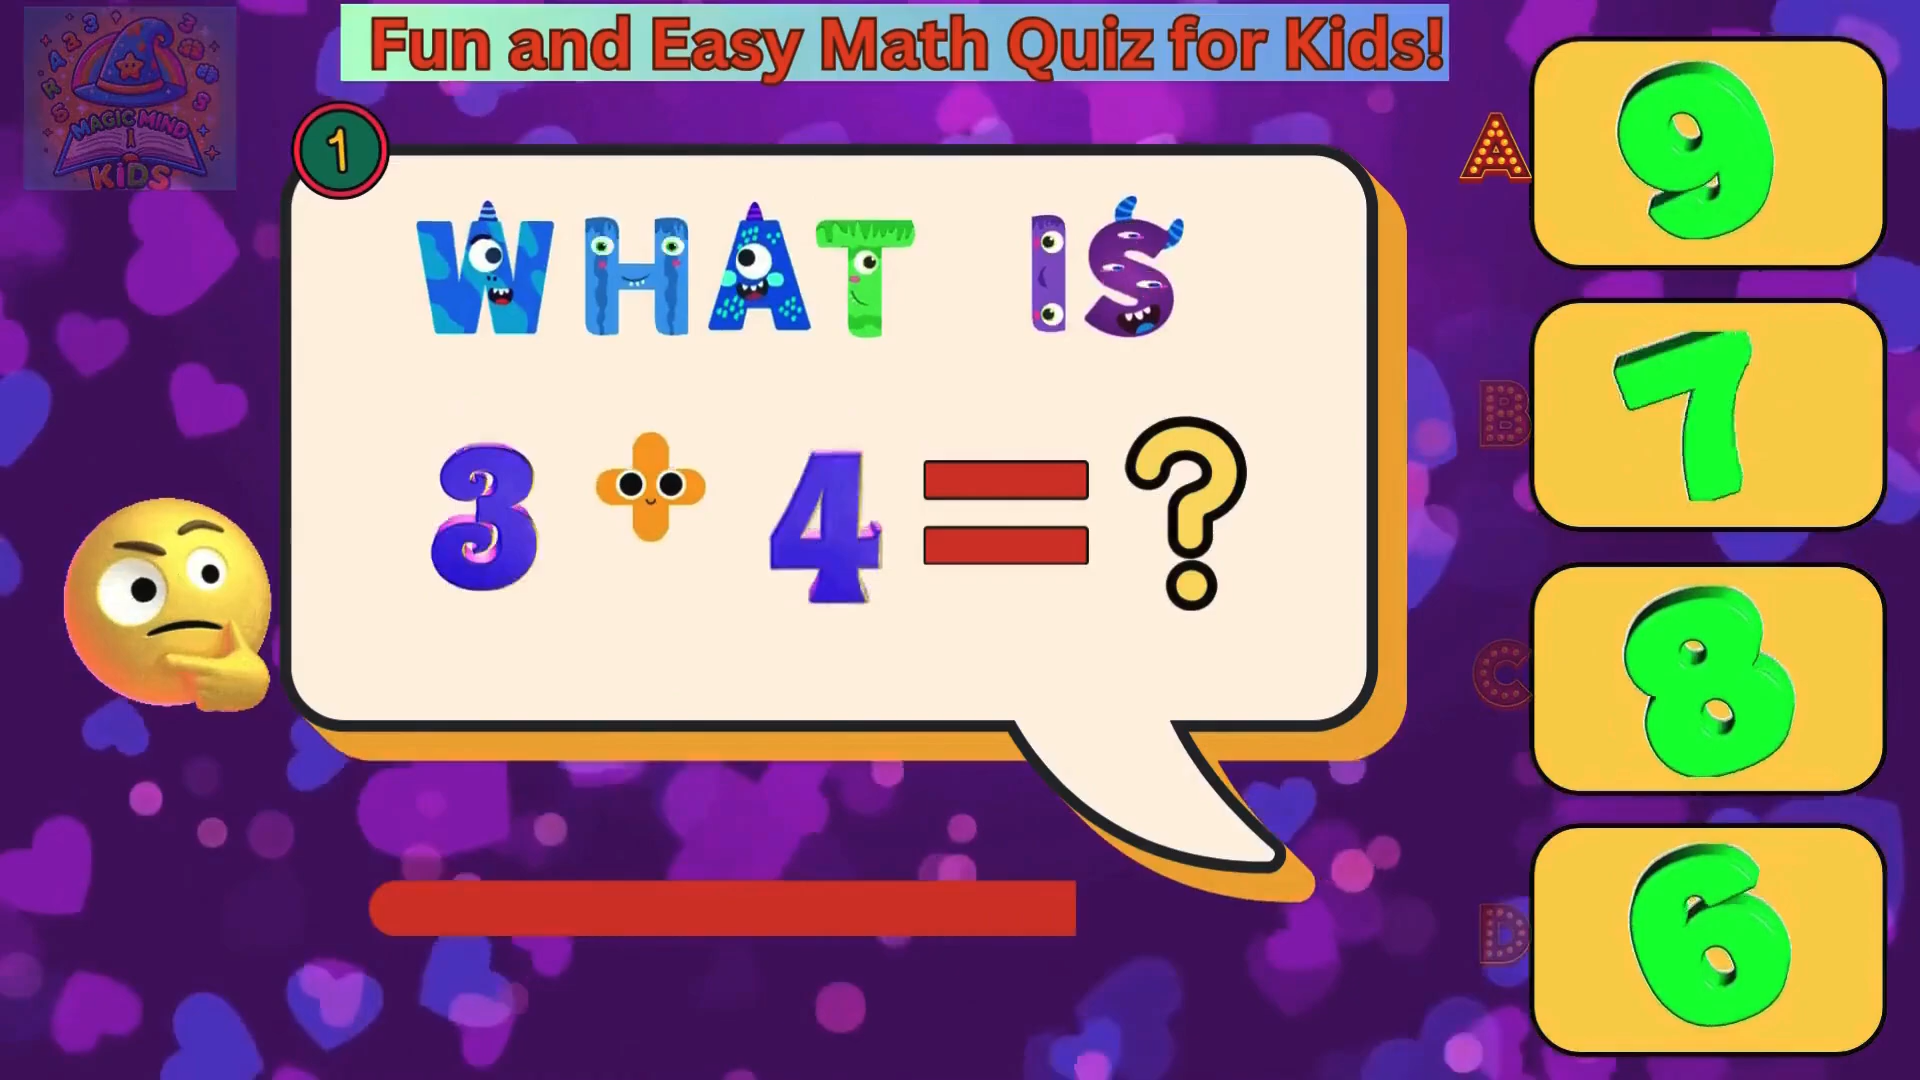 Fun and Easy Math Quiz for Kids!
MAGIC MIND
KIDS
1
WHAT IS
3 + 4 = ?
A 9
B 7
C 8
D 6